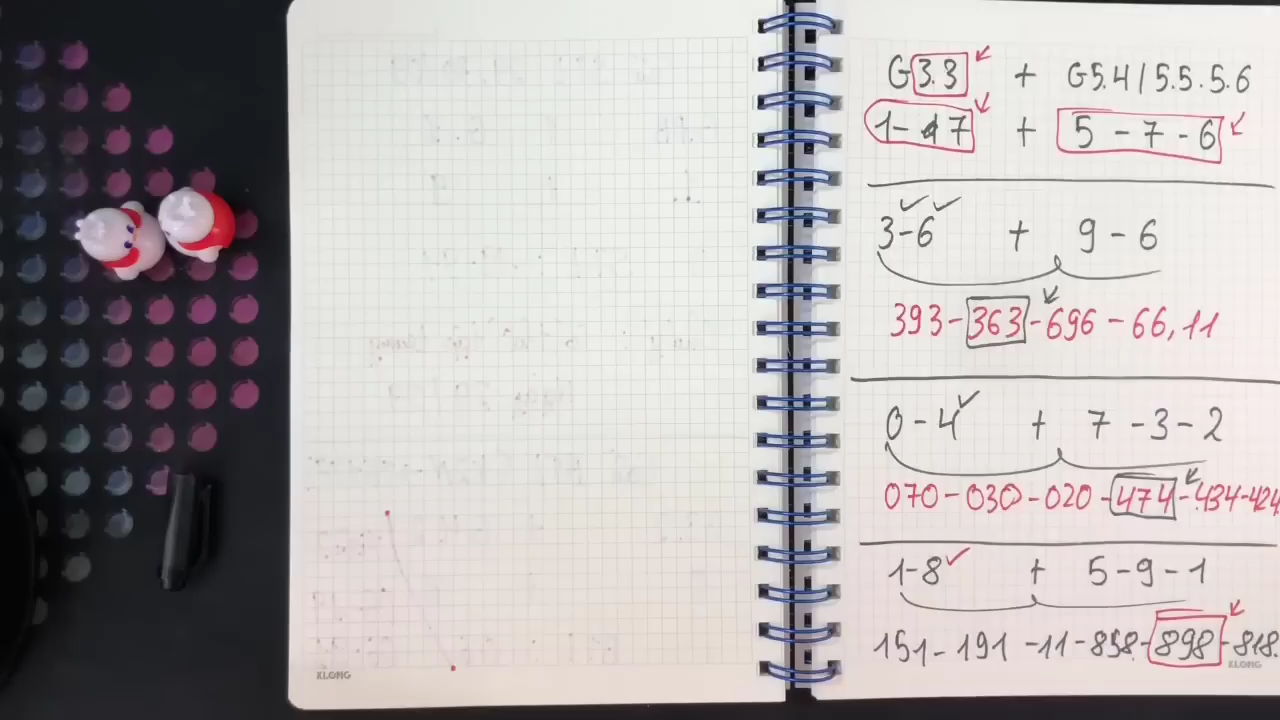 G3.3 + G5.4/5.5.5.6
1-17 + 5-7-6
3-6 + 9-6
393-363-696-66,11
0-4 + 7-3-2
070-030-020-474-434-424
1-8 + 5-9-1
151-191-11-858-898-818.
KLONG
KLONG